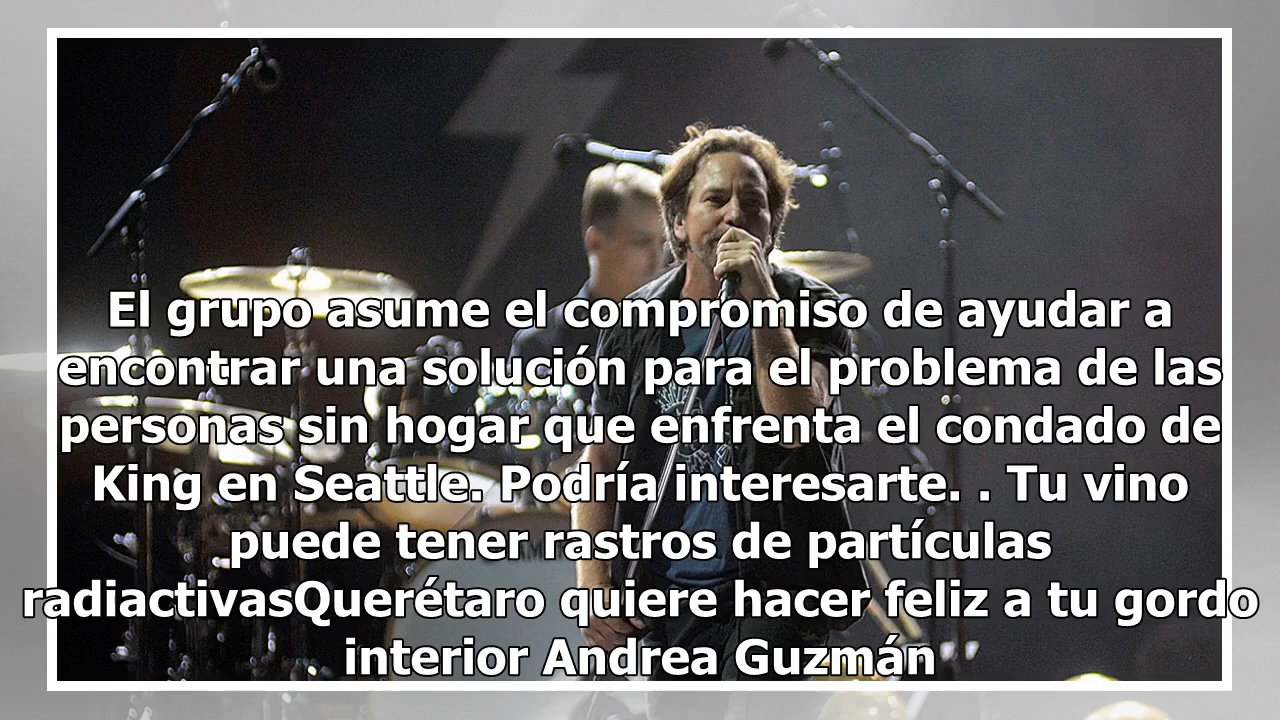 El grupo asume el compromiso de ayudar a
encontrar una solución para el problema de las
personas sin hogar que enfrenta el condado de
King en Seattle. Podría interesarte. . Tu vino
puede tener rastros de partículas
radiactivasQuerétaro quiere hacer feliz a tu gordo
interior Andrea Guzmán